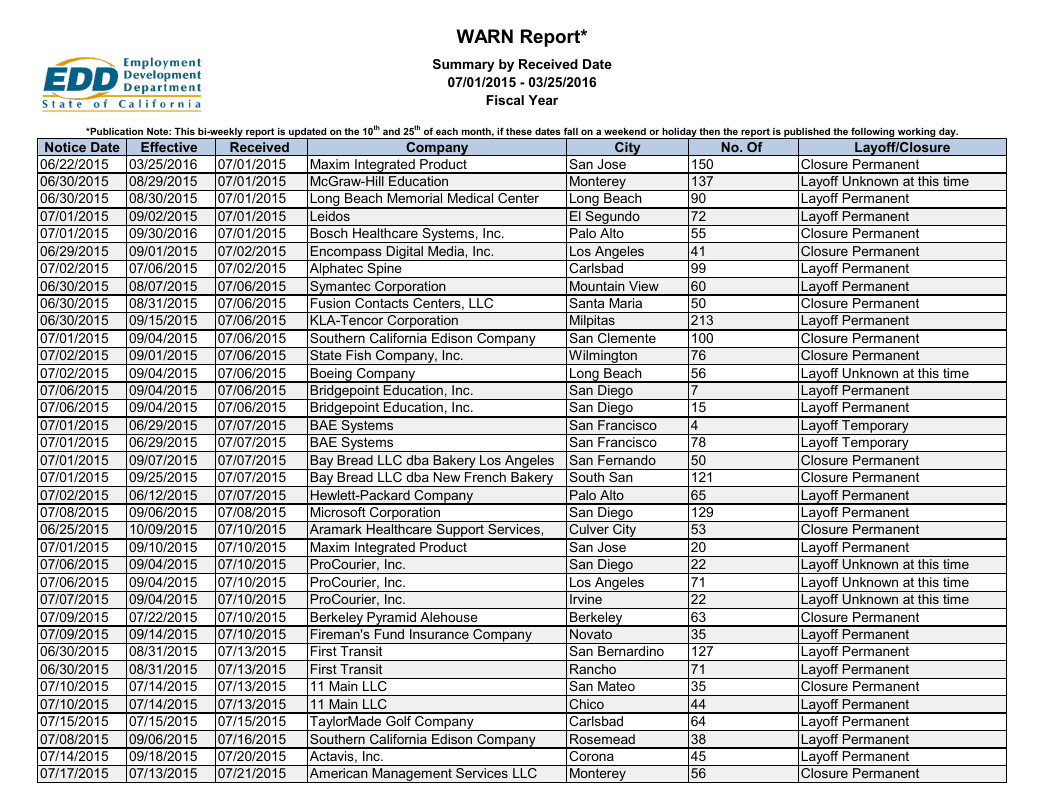 WARN Report*
Employment
Development
Department
EDD
State of California
Summary by Received Date
07/01/2015 - 03/25/2016
Fiscal Year
*Publication Note: This bi-weekly report is updated on the 10th and 25th of each month, if these dates fall on a weekend or holiday then the report is published the following working day.
Notice Date Effective Received Company City No. Of Layoff/Closure
06/22/2015 03/25/2016 07/01/2015 Maxim Integrated Product San Jose 150 Closure Permanent
06/30/2015 08/29/2015 07/01/2015 McGraw-Hill Education Monterey 137 Layoff Unknown at this time
06/30/2015 08/30/2015 07/01/2015 Long Beach Memorial Medical Center Long Beach 90 Layoff Permanent
07/01/2015 09/02/2015 07/01/2015 Leidos El Segundo 72 Layoff Permanent
07/01/2015 09/30/2016 07/01/2015 Bosch Healthcare Systems, Inc. Palo Alto 55 Closure Permanent
06/29/2015 09/01/2015 07/02/2015 Encompass Digital Media, Inc. Los Angeles 41 Closure Permanent
07/02/2015 07/06/2015 07/02/2015 Alphatec Spine Carlsbad 99 Layoff Permanent
06/30/2015 08/07/2015 07/06/2015 Symantec Corporation Mountain View 60 Layoff Permanent
06/30/2015 08/31/2015 07/06/2015 Fusion Contacts Centers, LLC Santa Maria 50 Closure Permanent
06/30/2015 09/15/2015 07/06/2015 KLA-Tencor Corporation Milpitas 213 Layoff Permanent
07/01/2015 09/04/2015 07/06/2015 Southern California Edison Company San Clemente 100 Closure Permanent
07/02/2015 09/01/2015 07/06/2015 State Fish Company, Inc. Wilmington 76 Closure Permanent
07/02/2015 09/04/2015 07/06/2015 Boeing Company Long Beach 56 Layoff Unknown at this time
07/06/2015 09/04/2015 07/06/2015 Bridgepoint Education, Inc. San Diego 7 Layoff Permanent
07/06/2015 09/04/2015 07/06/2015 Bridgepoint Education, Inc. San Diego 15 Layoff Permanent
07/01/2015 06/29/2015 07/07/2015 BAE Systems San Francisco 4 Layoff Temporary
07/01/2015 06/29/2015 07/07/2015 BAE Systems San Francisco 78 Layoff Temporary
07/01/2015 09/07/2015 07/07/2015 Bay Bread LLC dba Bakery Los Angeles San Fernando 50 Closure Permanent
07/01/2015 09/25/2015 07/07/2015 Bay Bread LLC dba New French Bakery South San 121 Closure Permanent
07/02/2015 06/12/2015 07/07/2015 Hewlett-Packard Company Palo Alto 65 Layoff Permanent
07/08/2015 09/06/2015 07/08/2015 Microsoft Corporation San Diego 129 Layoff Permanent
06/25/2015 10/09/2015 07/10/2015 Aramark Healthcare Support Services, Culver City 53 Closure Permanent
07/01/2015 09/10/2015 07/10/2015 Maxim Integrated Product San Jose 20 Layoff Permanent
07/06/2015 09/04/2015 07/10/2015 ProCourier, Inc. San Diego 22 Layoff Unknown at this time
07/06/2015 09/04/2015 07/10/2015 ProCourier, Inc. Los Angeles 71 Layoff Unknown at this time
07/07/2015 09/04/2015 07/10/2015 ProCourier, Inc. Irvine 22 Layoff Unknown at this time
07/09/2015 07/22/2015 07/10/2015 Berkeley Pyramid Alehouse Berkeley 63 Closure Permanent
07/09/2015 09/14/2015 07/10/2015 Fireman's Fund Insurance Company Novato 35 Layoff Permanent
06/30/2015 08/31/2015 07/13/2015 First Transit San Bernardino 127 Layoff Permanent
06/30/2015 08/31/2015 07/13/2015 First Transit Rancho 71 Layoff Permanent
07/10/2015 07/14/2015 07/13/2015 11 Main LLC San Mateo 35 Closure Permanent
07/10/2015 07/14/2015 07/13/2015 11 Main LLC Chico 44 Layoff Permanent
07/15/2015 07/15/2015 07/15/2015 TaylorMade Golf Company Carlsbad 64 Layoff Permanent
07/08/2015 09/06/2015 07/16/2015 Southern California Edison Company Rosemead 38 Layoff Permanent
07/14/2015 09/18/2015 07/20/2015 Actavis, Inc. Corona 45 Layoff Permanent
07/17/2015 07/13/2015 07/21/2015 American Management Services LLC Monterey 56 Closure Permanent